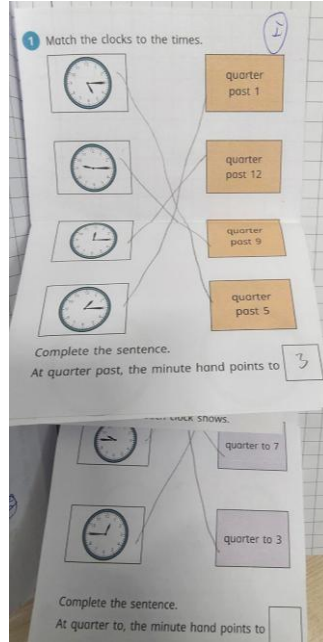 1 Match the clocks to the times.
quarter
past 1
quarter
past 12
quarter
past 9
quarter
past 5
Complete the sentence.
At quarter past, the minute hand points to 3
clock shows.
quarter to 7
quarter to 3
Complete the sentence.
At quarter to, the minute hand points to